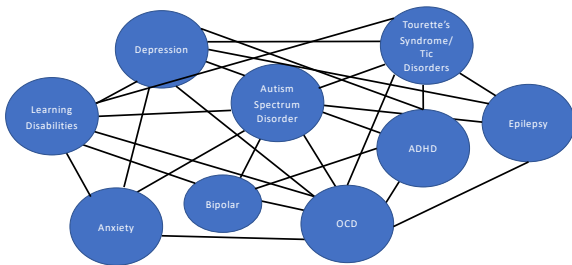 Depression
Tourette's
Syndrome/
Tic
Disorders
Autism
Spectrum
Disorder
Learning
Disabilities
Epilepsy
ADHD
Bipolar
Anxiety
OCD